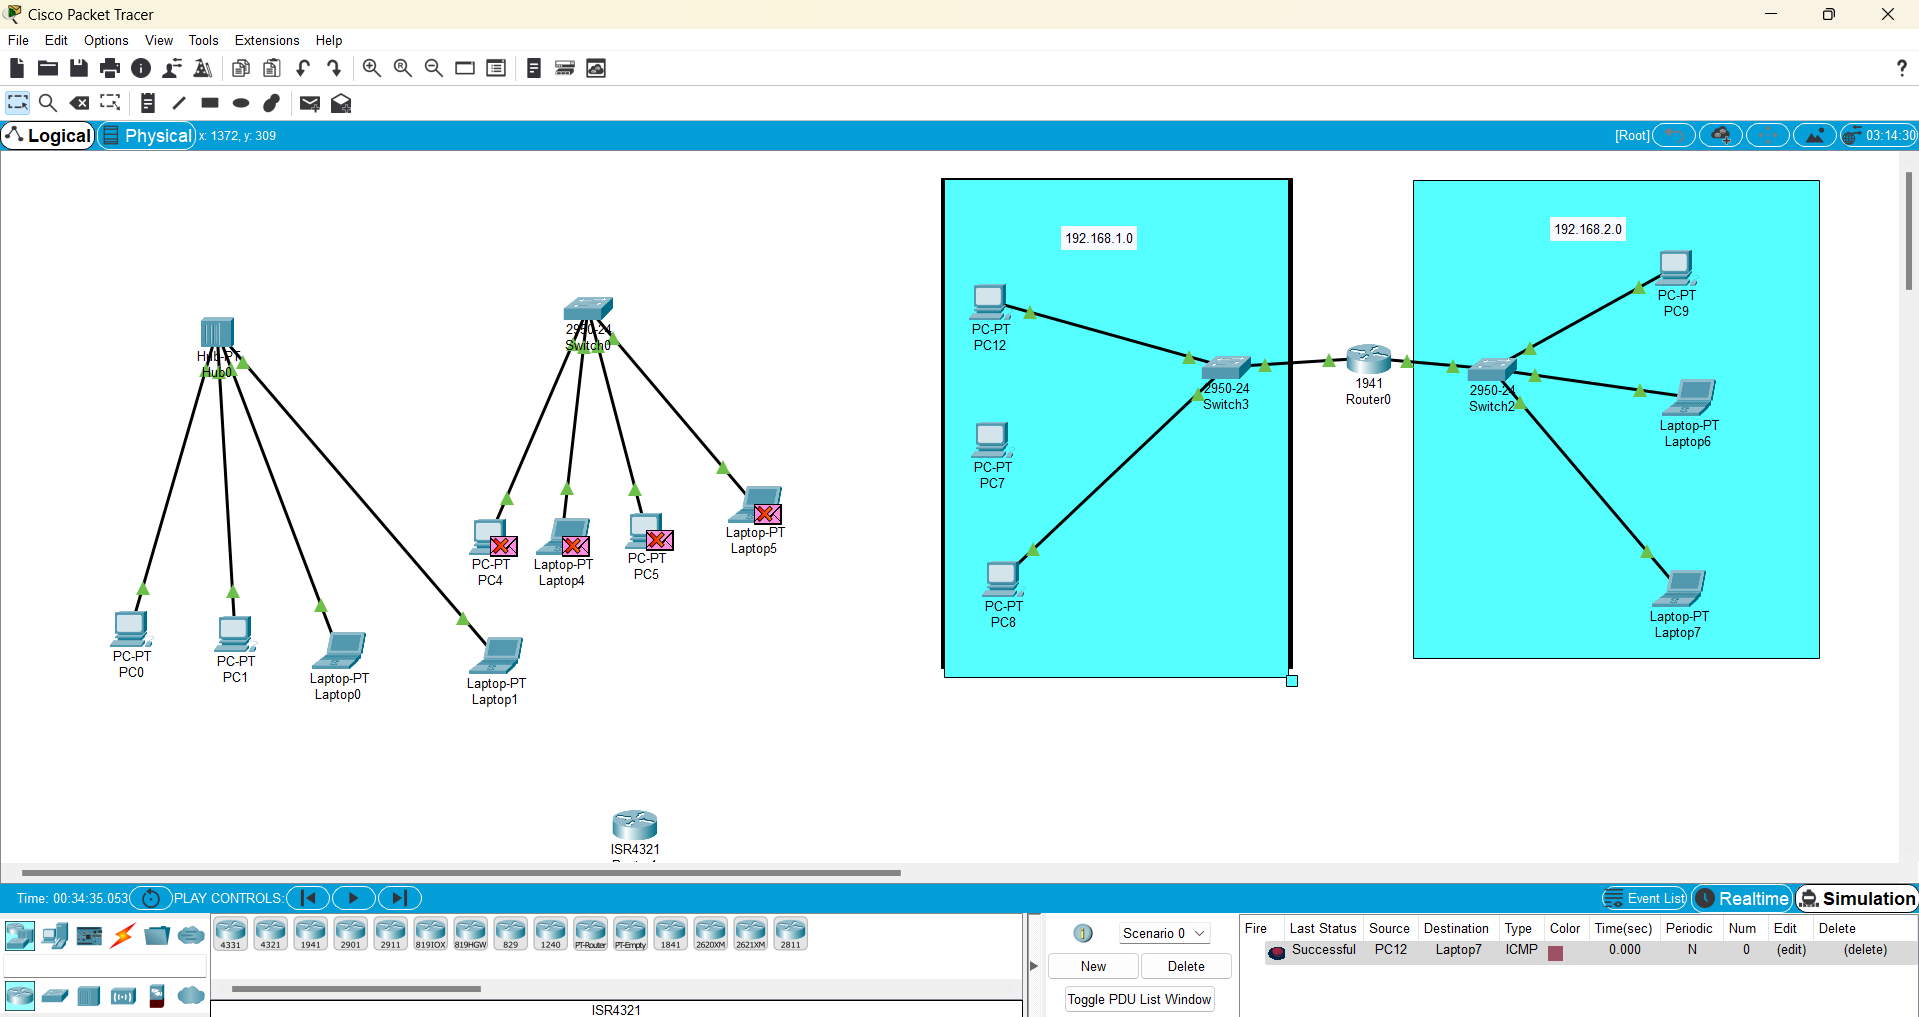 Cisco Packet Tracer
File Edit Options View Tools Extensions Help
?
Logical Physical x: 1372, y: 309 [Root] 03:14:30
192.168.1.0
192.168.2.0
PC-PT
PC9
PC-PT
PC12
2950-24
Switch0
Hub-PT
Hub0
2950-24
Switch3
1941
Router0
2950-24
Switch2
Laptop-PT
Laptop6
PC-PT
PC7
Laptop-PT
Laptop5
PC-PT
PC4
Laptop-PT
Laptop4
PC-PT
PC5
PC-PT
PC8
Laptop-PT
Laptop7
PC-PT
PC0
PC-PT
PC1
Laptop-PT
Laptop0
Laptop-PT
Laptop1
ISR4321
Time: 00:34:35.053 PLAY CONTROLS: Event List Realtime Simulation
4331 4321 1941 2901 2911 819IOX 819HGW 829 1240 PT-Router PT-Empty 1841 2620XM 2621XM 2811
ISR4321
1 Scenario 0
New Delete
Toggle PDU List Window
Fire Last Status Source Destination Type Color Time(sec) Periodic Num Edit Delete
Successful PC12 Laptop7 ICMP 0.000 N 0 (edit) (delete)